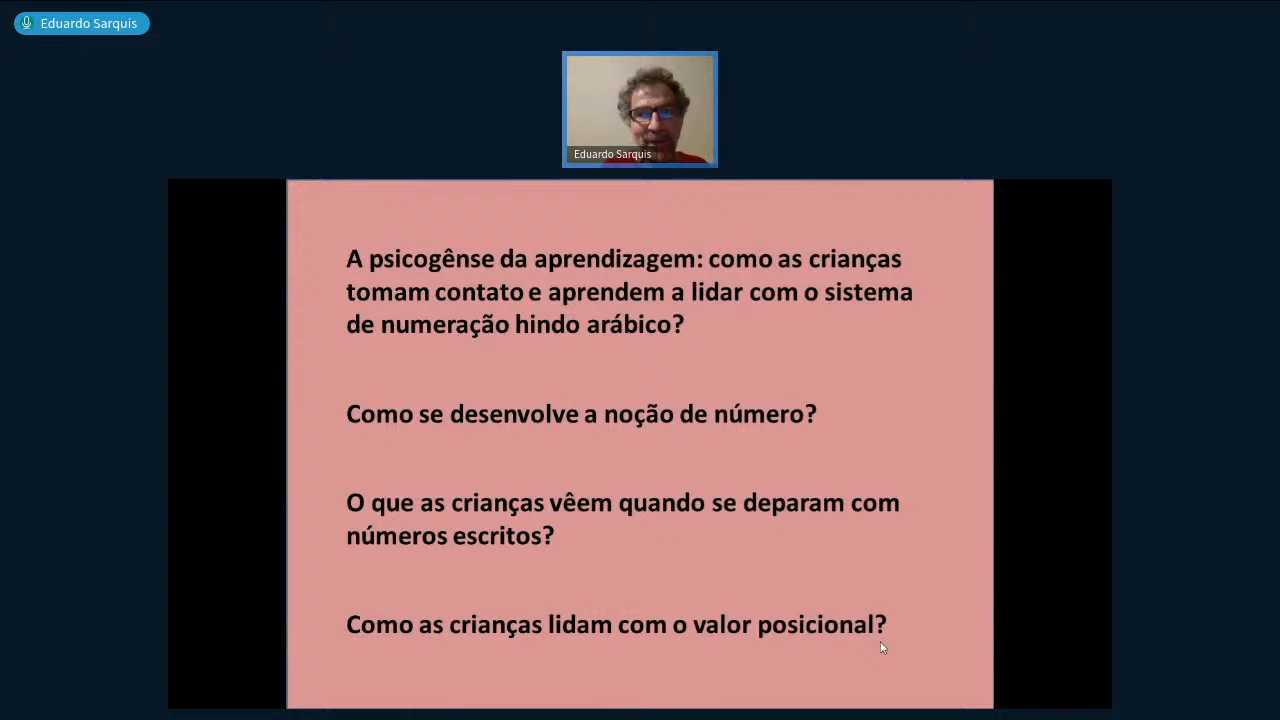 Eduardo Sarquis
Eduardo Sarquis
A psicogênse da aprendizagem: como as crianças
tomam contato e aprendem a lidar com o sistema
de numeração hindo arábico?
Como se desenvolve a noção de número?
O que as crianças vêem quando se deparam com
números escritos?
Como as crianças lidam com o valor posicional?